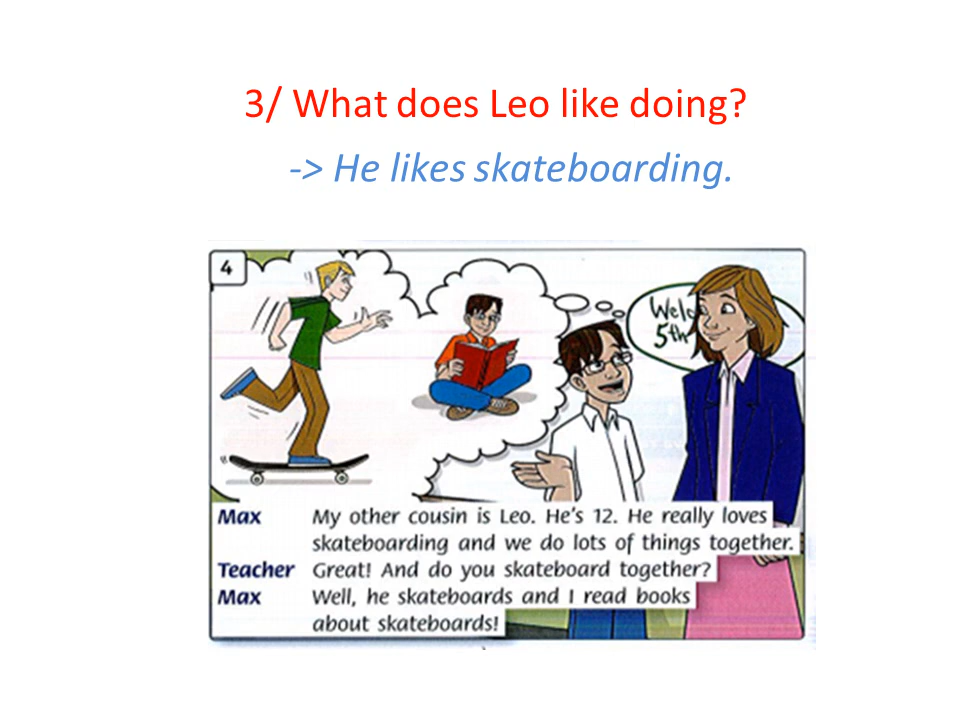 3/ What does Leo like doing?
-> He likes skateboarding.
4
Welc
5th
Max My other cousin is Leo. He's 12. He really loves
skateboarding and we do lots of things together.
Teacher Great! And do you skateboard together?
Max Well, he skateboards and I read books
about skateboards!